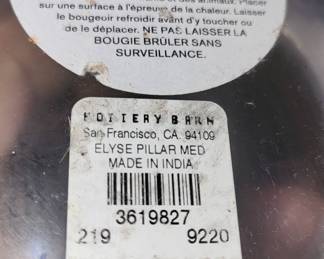 sur une surface à l'épreuve de la chaleur. Laisser
le bougeoir refroidir avant d'y toucher ou
de le déplacer. NE PAS LAISSER LA
BOUGIE BRÛLER SANS
SURVEILLANCE.
POTTERY BARN
San Francisco, CA. 94109
ELYSE PILLAR MED
MADE IN INDIA
3619827
219 9220